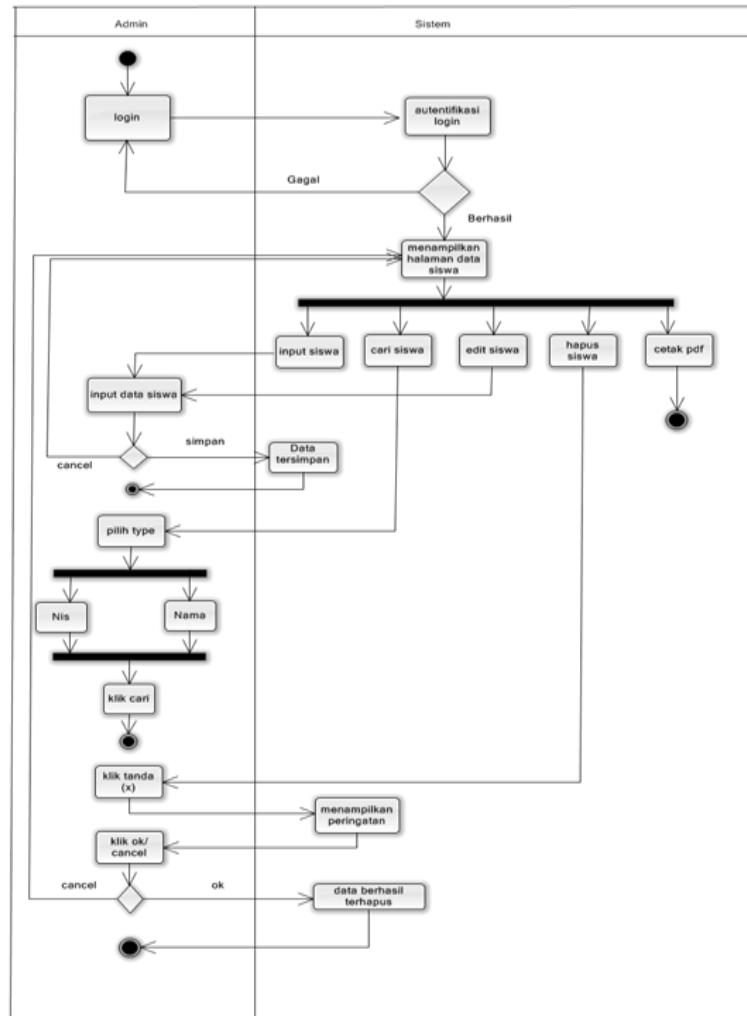 Admin
Sistem
login
autentifikasi
login
Gagal
Berhasil
menampilkan
halaman data
siswa
input siswa
cari siswa
edit siswa
hapus
siswa
cetak pdf
input data siswa
simpan
cancel
Data
tersimpan
pilih type
Nis
Nama
klik cari
klik tanda
(x)
menampilkan
peringatan
klik ok/
cancel
cancel
ok
data berhasil
terhapus